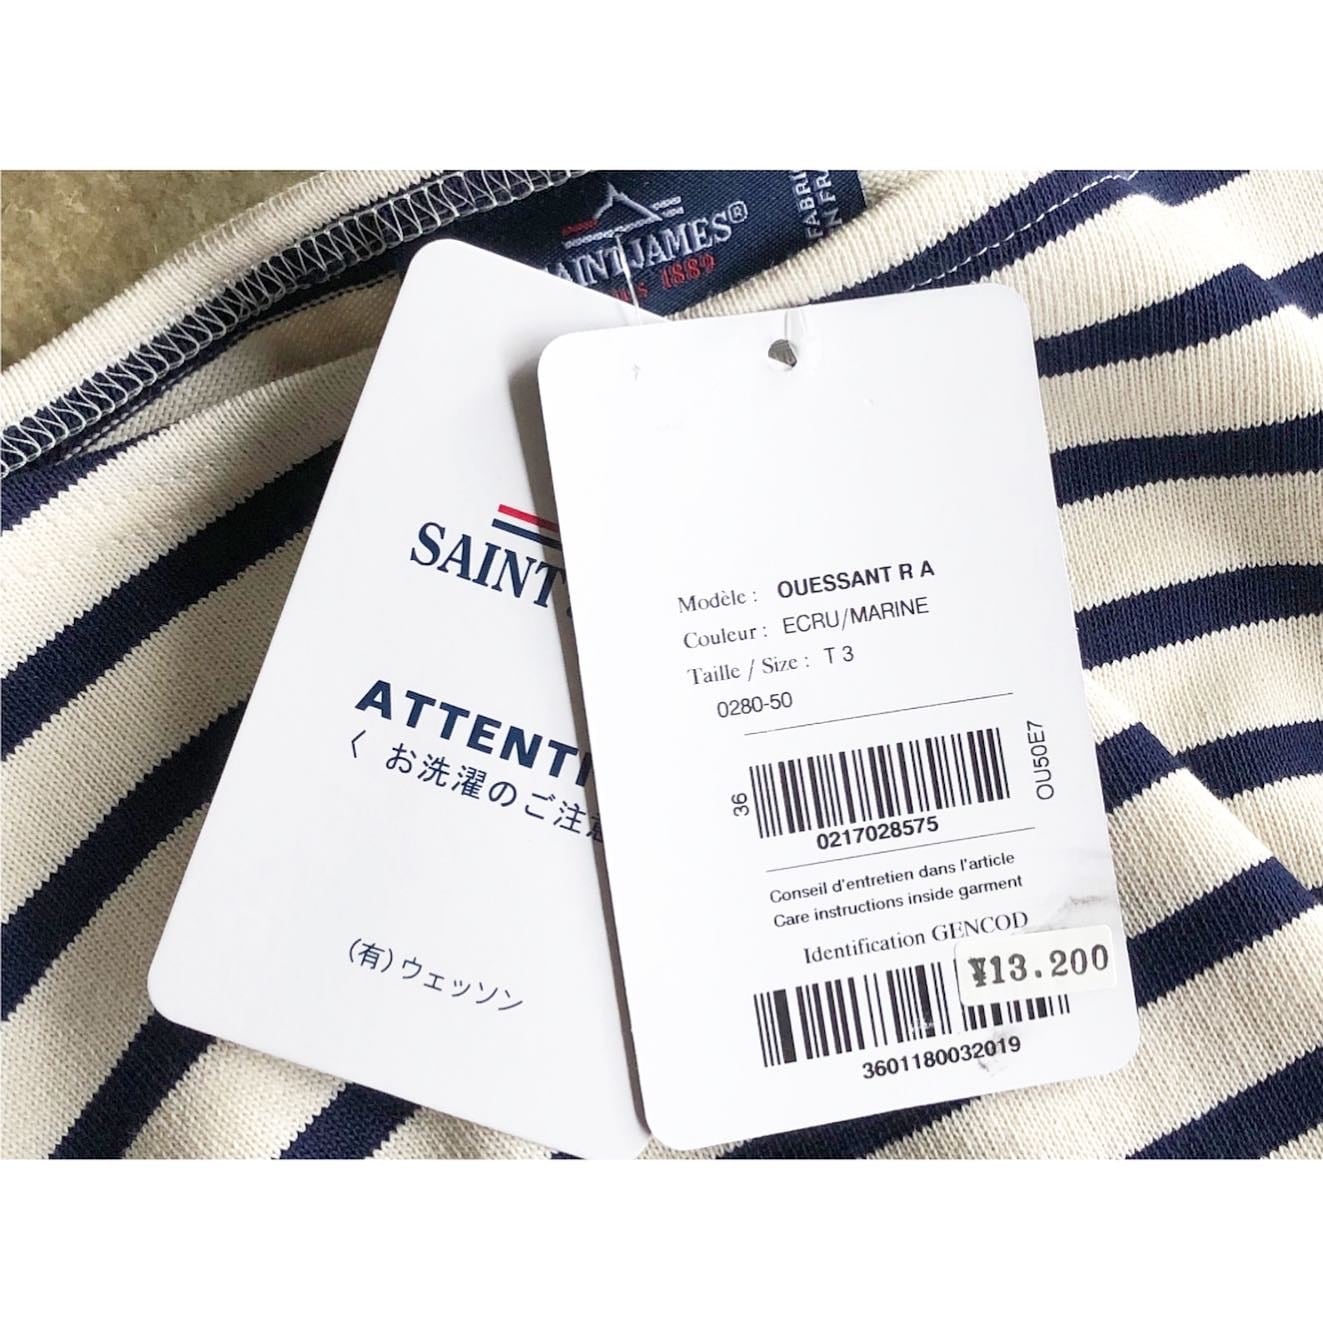 SAINT JAMES®
1889
FABRI
EN FR
SAINT
ATTENTI
く お洗濯のご注意
(有)ウェッソン
Modèle : OUESSANT R A
Couleur : ECRU/MARINE
Taille / Size : T 3
0280-50
36
OU50E7
0217028575
Conseil d'entretien dans l'article
Care instructions inside garment
Identification GENCOD
¥13.200
3601180032019